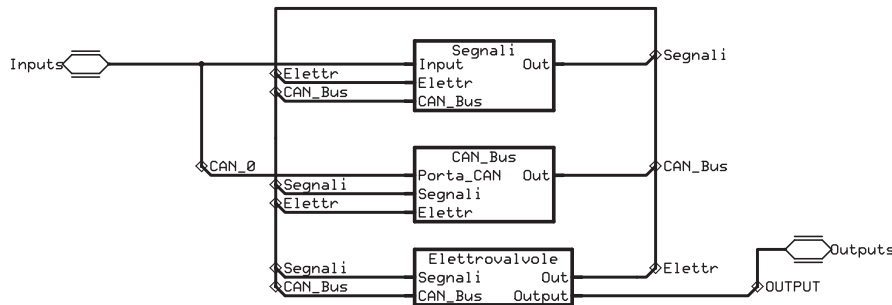 Segnali
Inputs Input Out Segnali
Elettr Elettr
CAN_Bus CAN_Bus
CAN_Bus
CAN_0 Porta_CAN Out CAN_Bus
Segnali Segnali
Elettr Elettr
Outputs
Elettrovalvole
Segnali Segnali Out Elettr
CAN_Bus CAN_Bus Output OUTPUT